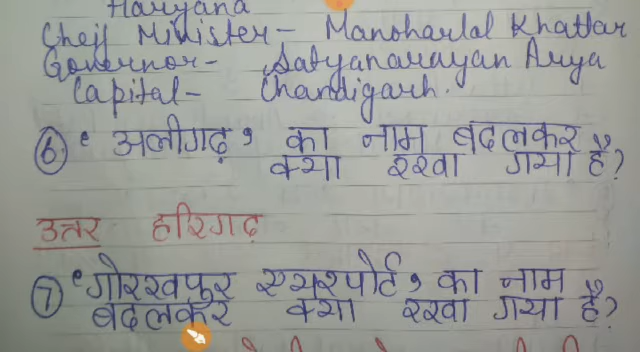 Haryana
Cheif Minister- Manoharlal Khattar
Governor- Satyanarayan Arya
Capital- Chandigarh.
6. 'अलीगढ़' का नाम बदलकर
क्या रखा गया है?
उत्तर हरिगढ़
7 'गोरखपुर एयरपोर्ट' का नाम
बदलकर क्या रखा गया है?